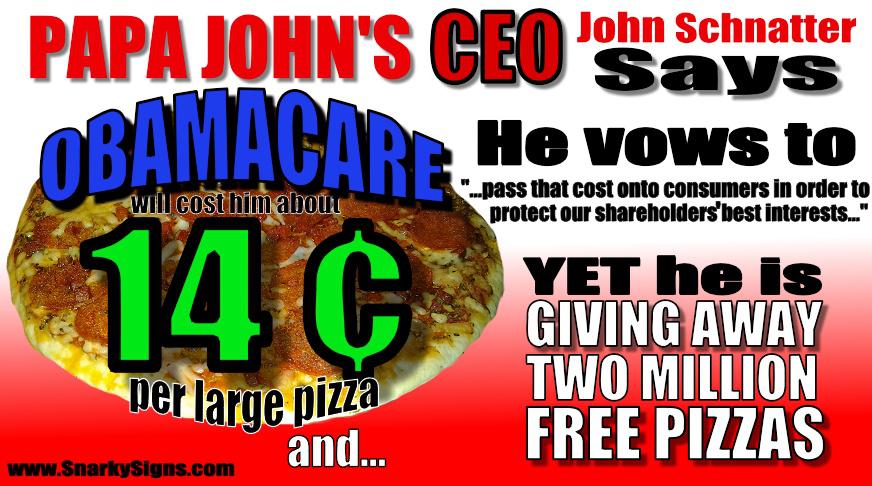 PAPA JOHN'S CEO John Schnatter
Says
OBAMACARE
will cost him about
14 ¢
per large pizza
and...
He vows to
"...pass that cost onto consumers in order to
protect our shareholders'best interests..."
YET he is
GIVING AWAY
TWO MILLION
FREE PIZZAS
www.SnarkySigns.com